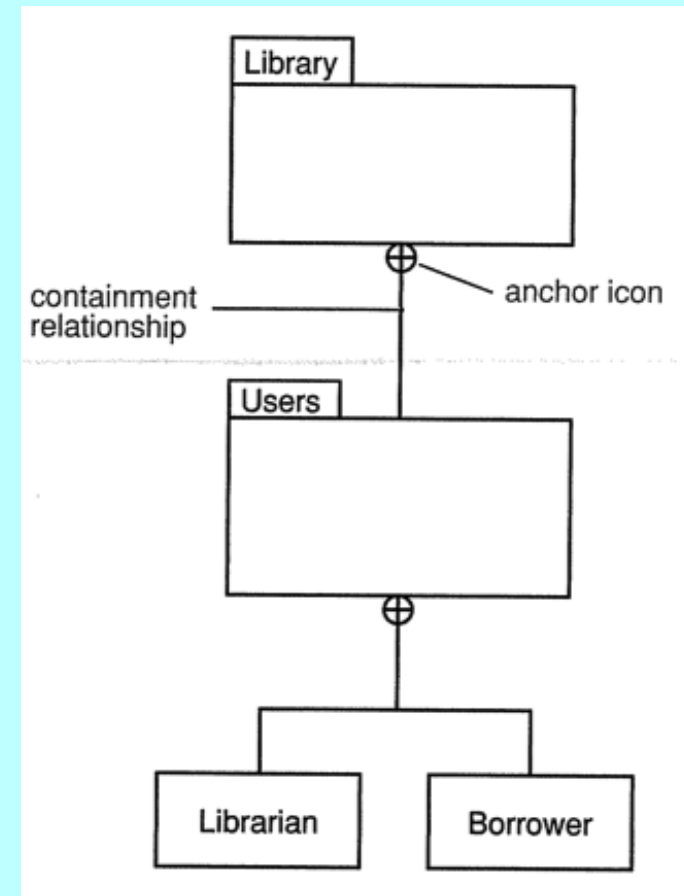 Library
anchor icon
containment
relationship
Users
Librarian
Borrower